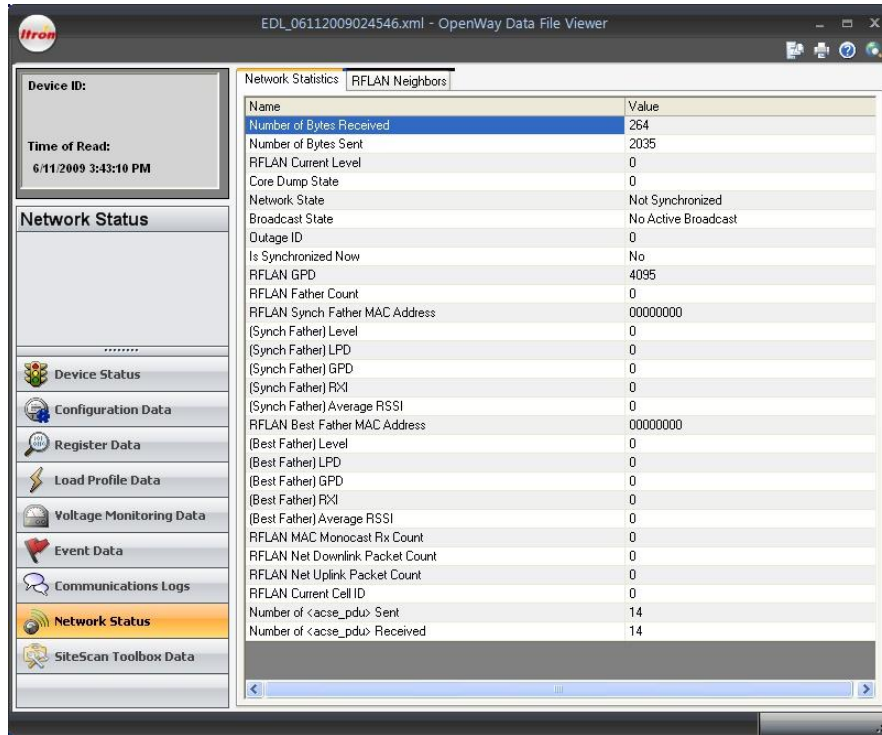 Itron
EDL_06112009024546.xml - OpenWay Data File Viewer
Device ID:
Time of Read:
6/11/2009 3:43:10 PM
Network Status
Device Status
Configuration Data
Register Data
Load Profile Data
Voltage Monitoring Data
Event Data
Communications Logs
Network Status
SiteScan Toolbox Data
Network Statistics RFLAN Neighbors
Name Value
Number of Bytes Received 264
Number of Bytes Sent 2035
RFLAN Current Level 0
Core Dump State 0
Network State Not Synchronized
Broadcast State No Active Broadcast
Outage ID 0
Is Synchronized Now No
RFLAN GPD 4095
RFLAN Father Count 0
RFLAN Synch Father MAC Address 00000000
(Synch Father) Level 0
(Synch Father) LPD 0
(Synch Father) GPD 0
(Synch Father) RXI 0
(Synch Father) Average RSSI 0
RFLAN Best Father MAC Address 00000000
(Best Father) Level 0
(Best Father) LPD 0
(Best Father) GPD 0
(Best Father) RXI 0
(Best Father) Average RSSI 0
RFLAN MAC Monocast Rx Count 0
RFLAN Net Downlink Packet Count 0
RFLAN Net Uplink Packet Count 0
RFLAN Current Cell ID 0
Number of <acse_pdu> Sent 14
Number of <acse_pdu> Received 14